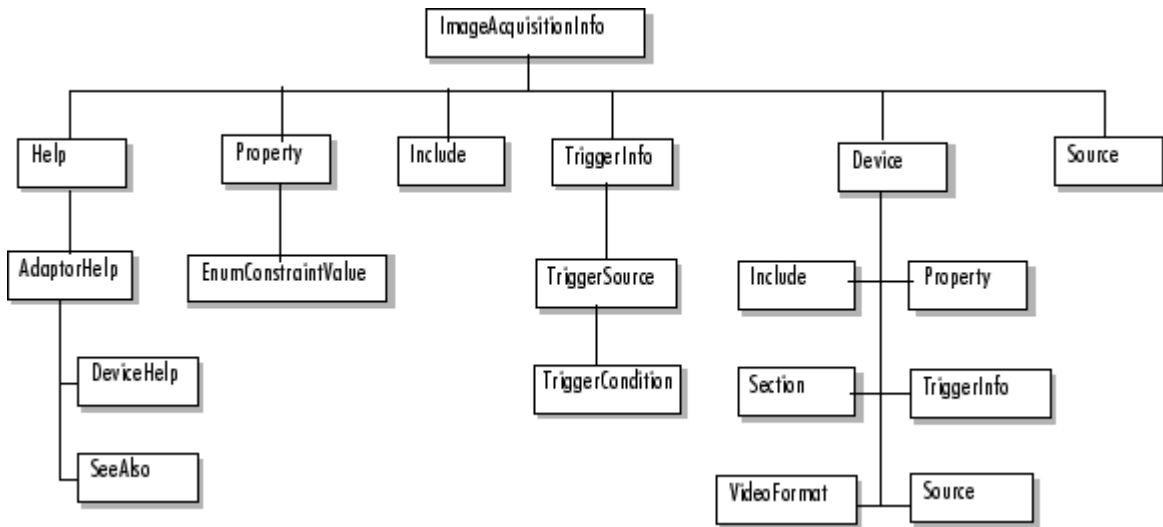 ImageAcquisitionInfo
Help
Property
Include
TriggerInfo
Device
Source
AdaptorHelp
EnumConstraintValue
TriggerSource
Include
Property
DeviceHelp
TriggerCondition
Section
TriggerInfo
SeeAlso
VideoFormat
Source